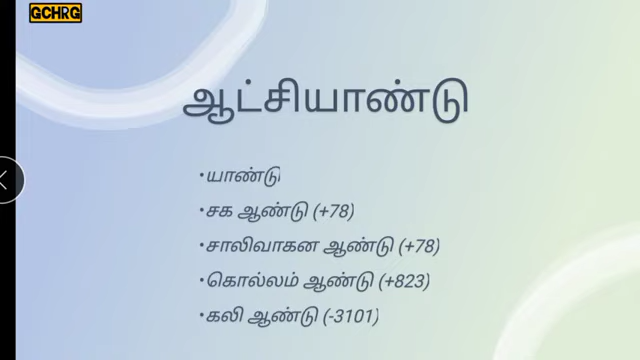 GCHRG
ஆட்சியாண்டு
•யாண்டு
•சக ஆண்டு (+78)
•சாலிவாகன ஆண்டு (+78)
•கொல்லம் ஆண்டு (+823)
•கலி ஆண்டு (-3101)